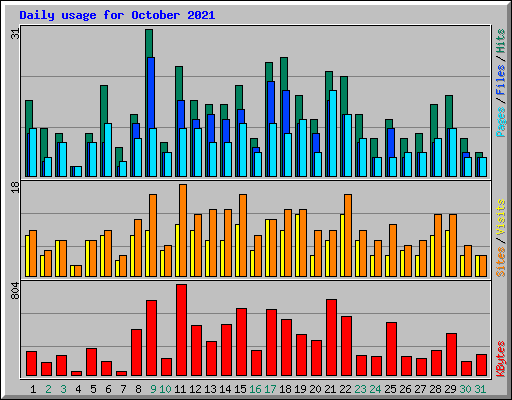 Daily usage for October 2021
31
Pages / Files / Hits
18
Sites / Visits
804
KBytes
1 2 3 4 5 6 7 8 9 10 11 12 13 14 15 16 17 18 19 20 21 22 23 24 25 26 27 28 29 30 31